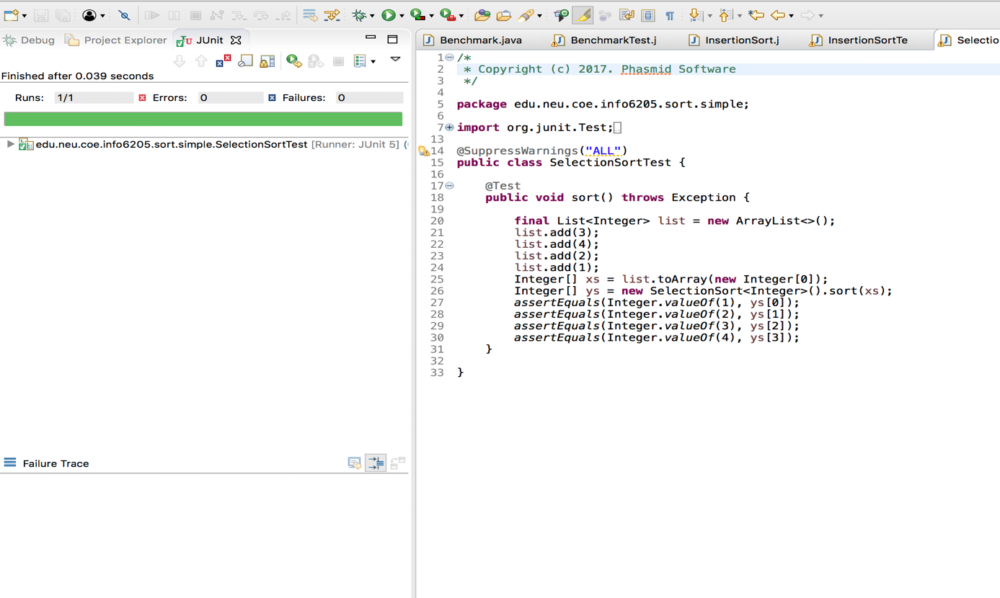 Debug Project Explorer JUnit
Benchmark.java BenchmarkTest.j InsertionSort.j InsertionSortTe Selectio
Finished after 0.039 seconds
Runs: 1/1 Errors: 0 Failures: 0
edu.neu.coe.info6205.sort.simple.SelectionSortTest [Runner: JUnit 5] (
Failure Trace
1 /*
2 * Copyright (c) 2017. Phasmid Software
3 */
4
5 package edu.neu.coe.info6205.sort.simple;
6
7 import org.junit.Test;
13
14 @SuppressWarnings("ALL")
15 public class SelectionSortTest {
16
17 @Test
18 public void sort() throws Exception {
19
20 final List<Integer> list = new ArrayList<>();
21 list.add(3);
22 list.add(4);
23 list.add(2);
24 list.add(1);
25 Integer[] xs = list.toArray(new Integer[0]);
26 Integer[] ys = new SelectionSort<Integer>().sort(xs);
27 assertEquals(Integer.valueOf(1), ys[0]);
28 assertEquals(Integer.valueOf(2), ys[1]);
29 assertEquals(Integer.valueOf(3), ys[2]);
30 assertEquals(Integer.valueOf(4), ys[3]);
31 }
32
33 }